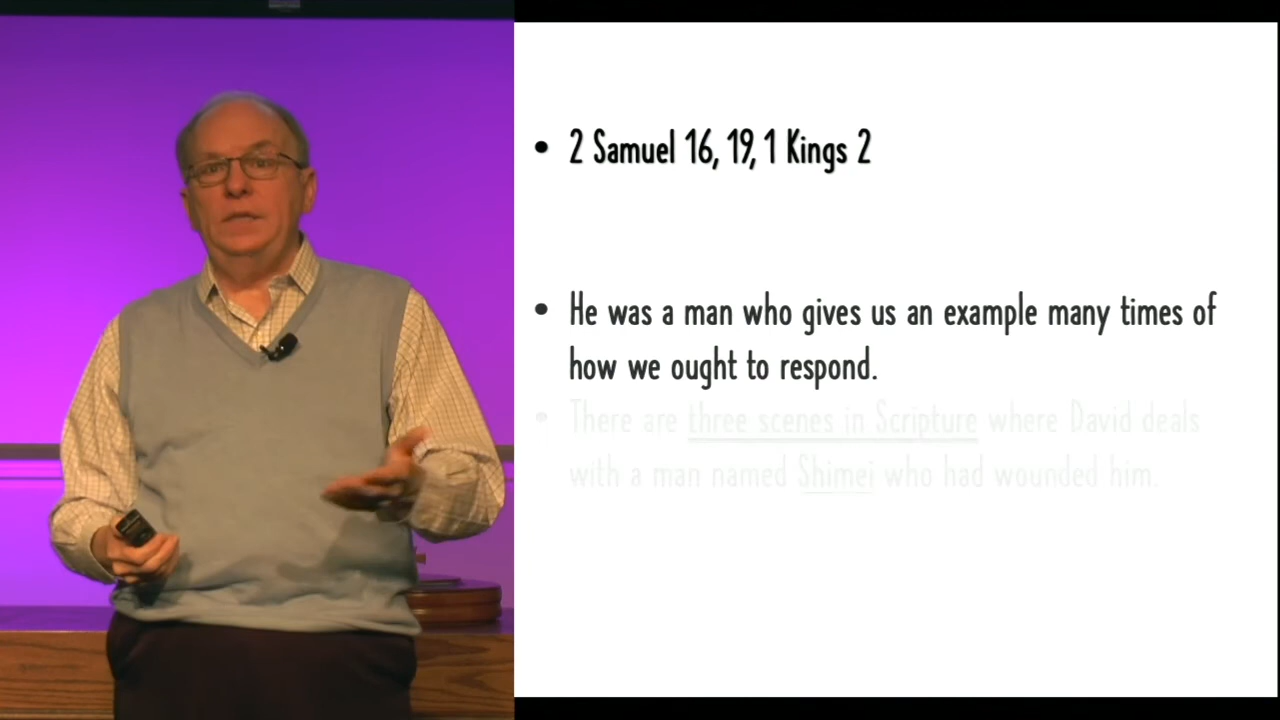 • 2 Samuel 16, 19, 1 Kings 2
• He was a man who gives us an example many times of
how we ought to respond.
• There are three scenes in Scripture where David deals
with a man named Shimei who had wounded him.